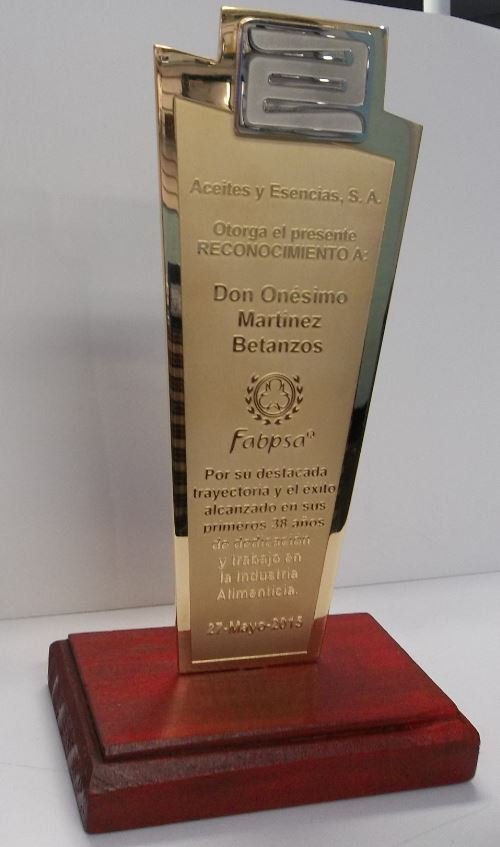 Aceites y Esencias, S. A.
Otorga el presente
RECONOCIMIENTO A:
Don Onésimo
Martínez
Betanzos
Fabpsa
Por su destacada
trayectoria y el exito
alcanzado en sus
primeros 38 años
de dedicación
y trabajo en
la Industria
Alimenticia.
27-Mayo-2015